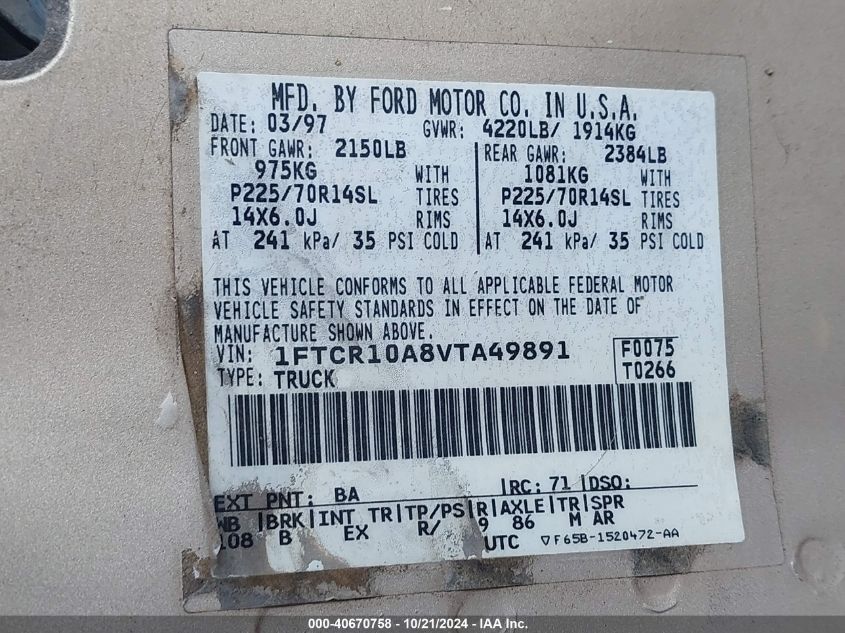 MFD. BY FORD MOTOR CO. IN U.S.A.
DATE: 03/97 GVWR: 4220LB/ 1914KG
FRONT GAWR: 2150LB REAR GAWR: 2384LB
975KG WITH 1081KG WITH
P225/70R14SL TIRES P225/70R14SL TIRES
14X6.0J RIMS 14X6.0J RIMS
AT 241 kPa/ 35 PSI COLD AT 241 kPa/ 35 PSI COLD
THIS VEHICLE CONFORMS TO ALL APPLICABLE FEDERAL MOTOR
VEHICLE SAFETY STANDARDS IN EFFECT ON THE DATE OF
MANUFACTURE SHOWN ABOVE.
VIN: 1FTCR10A8VTA49891 F0075
TYPE: TRUCK T0266
EXT PNT: BA |RC: 71 |DSO:
WB |BRK|INT TR|TP/PS|R|AXLE|TR|SPR
108 B EX R/ 9 86 M AR
UTC ▽F65B-1520472-AA
000-40670758 - 10/21/2024 - IAA Inc.